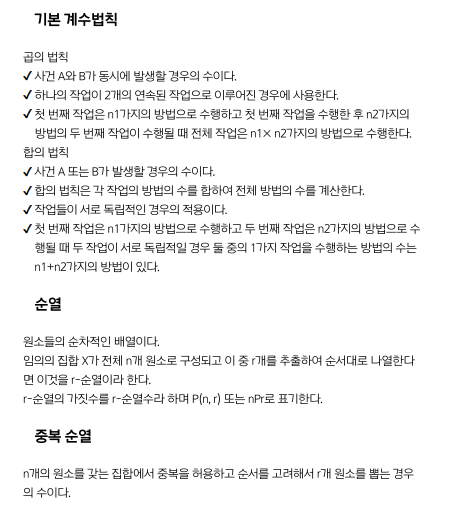 기본 계수법칙
곱의 법칙
✓ 사건 A와 B가 동시에 발생할 경우의 수이다.
✓ 하나의 작업이 2개의 연속된 작업으로 이루어진 경우에 사용한다.
✓ 첫 번째 작업은 n1가지의 방법으로 수행하고 첫 번째 작업을 수행한 후 n2가지의
방법의 두 번째 작업이 수행될 때 전체 작업은 n1× n2가지의 방법으로 수행한다.
합의 법칙
✓ 사건 A 또는 B가 발생할 경우의 수이다.
✓ 합의 법칙은 각 작업의 방법의 수를 합하여 전체 방법의 수를 계산한다.
✓ 작업들이 서로 독립적인 경우의 적용이다.
✓ 첫 번째 작업은 n1가지의 방법으로 수행하고 두 번째 작업은 n2가지의 방법으로 수
행될 때 두 작업이 서로 독립적일 경우 둘 중의 1가지 작업을 수행하는 방법의 수는
n1+n2가지의 방법이 있다.
순열
원소들의 순차적인 배열이다.
임의의 집합 X가 전체 n개 원소로 구성되고 이 중 r개를 추출하여 순서대로 나열한다
면 이것을 r-순열이라 한다.
r-순열의 가짓수를 r-순열수라 하며 P(n, r) 또는 nPr로 표기한다.
중복 순열
n개의 원소를 갖는 집합에서 중복을 허용하고 순서를 고려해서 r개 원소를 뽑는 경우
의 수이다.